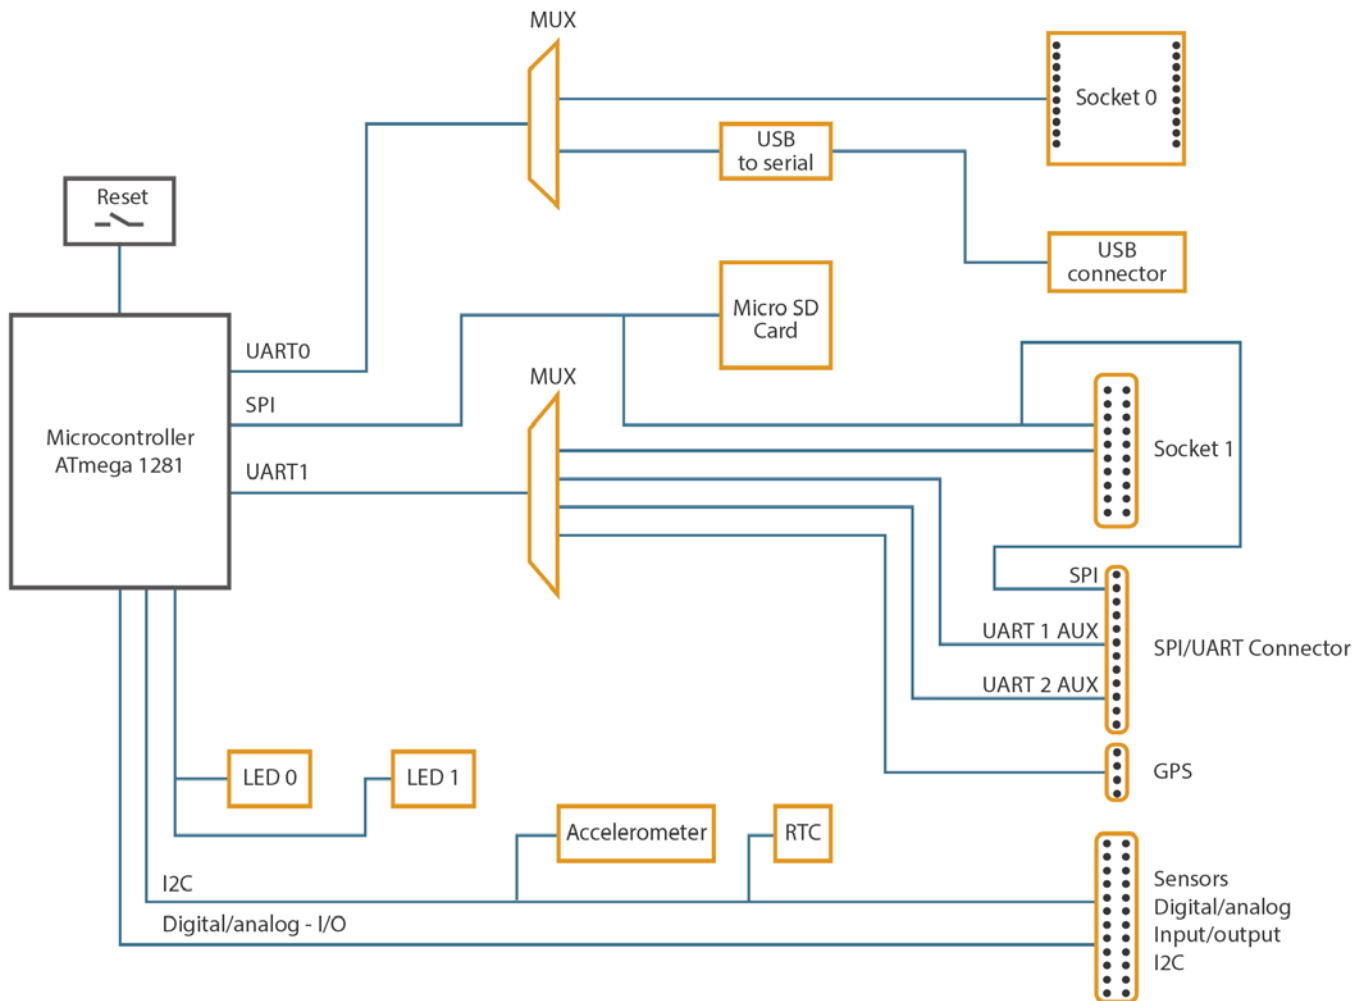 MUX
Socket 0
USB
to serial
Reset
USB
connector
Micro SD
Card
UART0
MUX
SPI
Microcontroller
ATmega 1281
Socket 1
UART1
SPI
UART 1 AUX
SPI/UART Connector
UART 2 AUX
LED 0
LED 1
GPS
Accelerometer
RTC
I2C
Digital/analog - I/O
Sensors
Digital/analog
Input/output
I2C